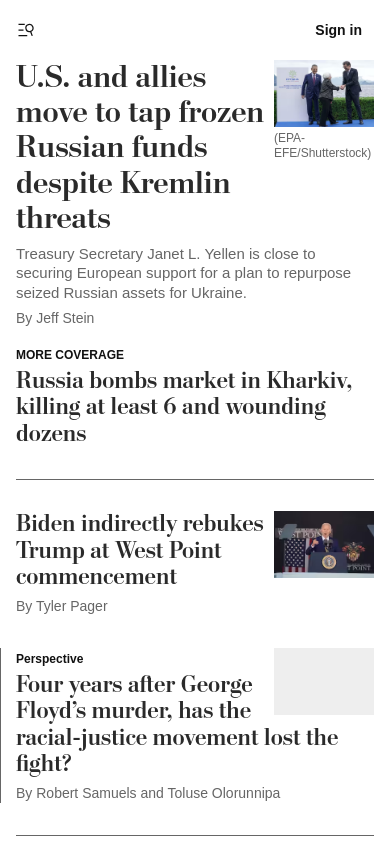 Sign in
U.S. and allies
move to tap frozen
Russian funds
despite Kremlin
threats
(EPA-
EFE/Shutterstock)
Treasury Secretary Janet L. Yellen is close to
securing European support for a plan to repurpose
seized Russian assets for Ukraine.
By Jeff Stein
MORE COVERAGE
Russia bombs market in Kharkiv,
killing at least 6 and wounding
dozens
Biden indirectly rebukes
Trump at West Point
commencement
By Tyler Pager
Perspective
Four years after George
Floyd’s murder, has the
racial-justice movement lost the
fight?
By Robert Samuels and Toluse Olorunnipa